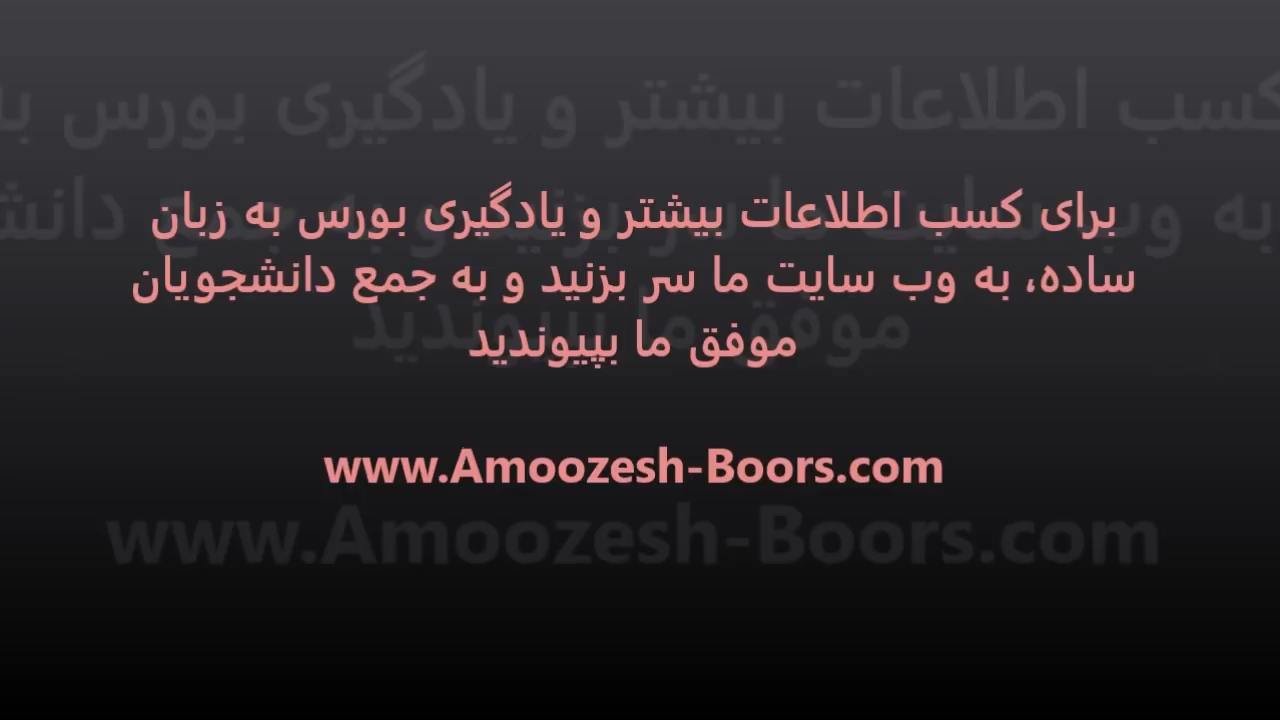 برای کسب اطلاعات بیشتر و یادگیری بورس به زبان
ساده، به وب سایت ما سر بزنید و به جمع دانشجویان
موفق ما بپیوندید
www.Amoozesh-Boors.com